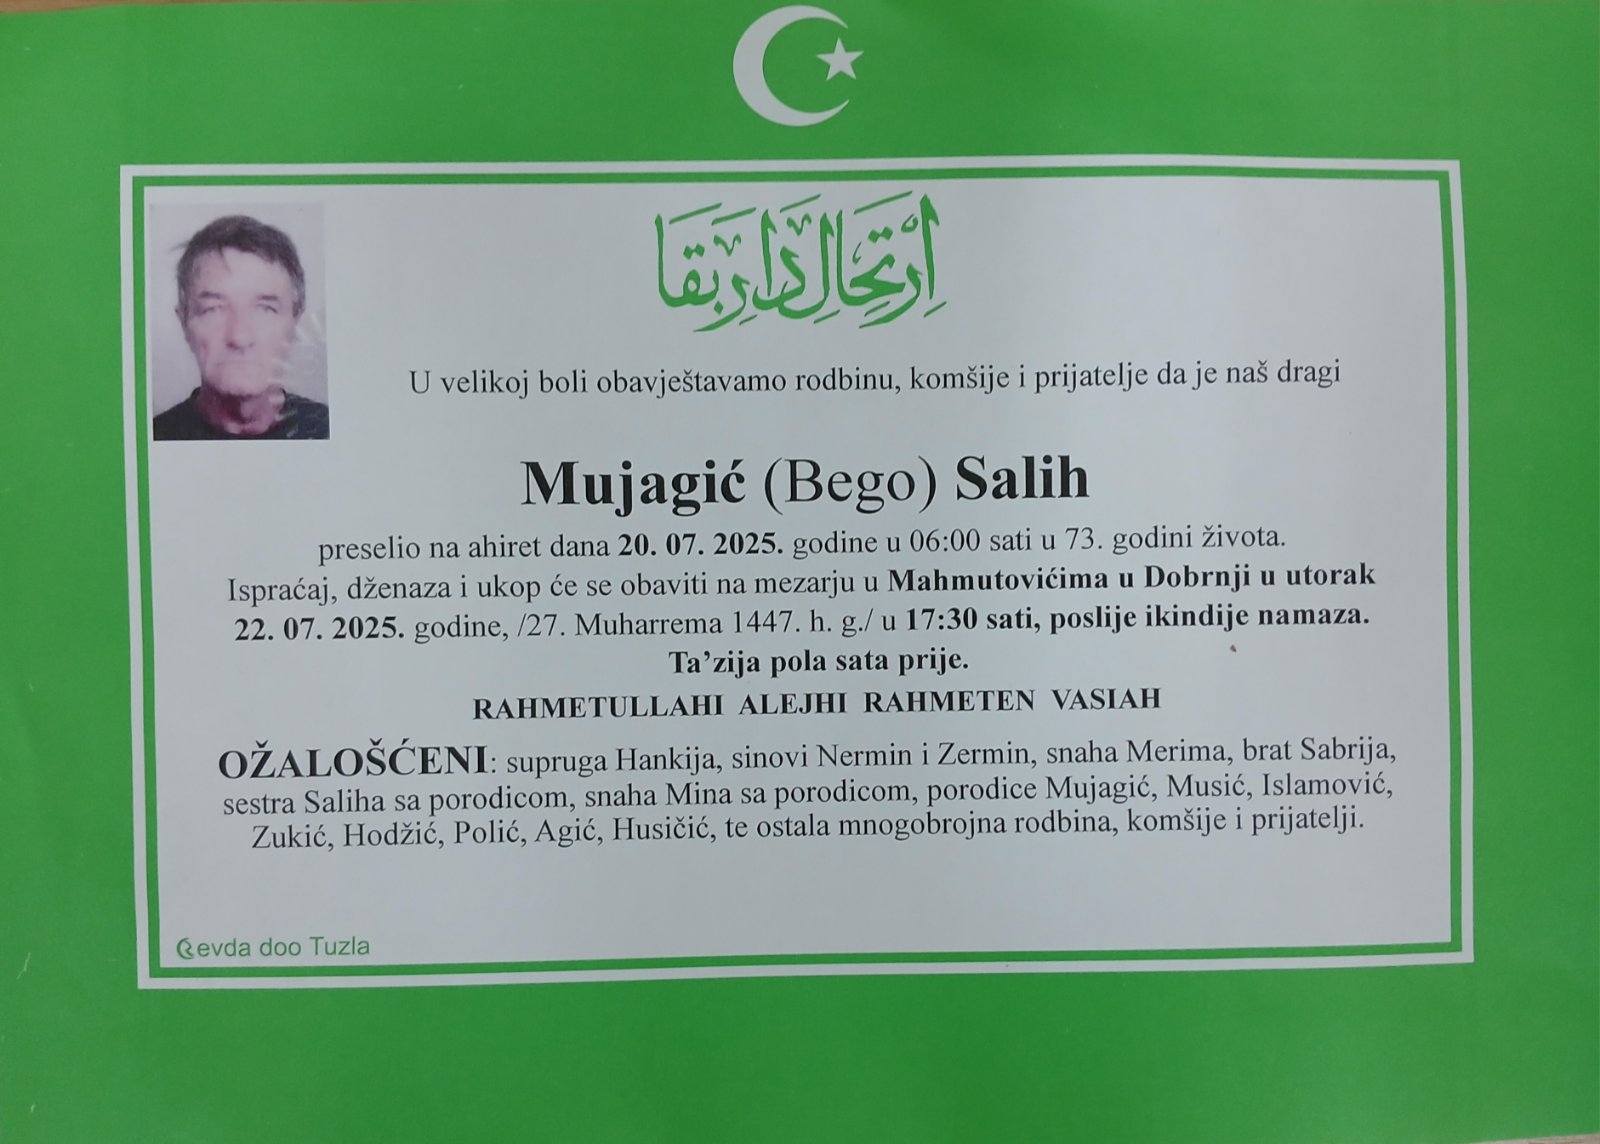 اِرْتِحَالِ دَارِ بَقَا
U velikoj boli obavještavamo rodbinu, komšije i prijatelje da je naš dragi
Mujagić (Bego) Salih
preselio na ahiret dana 20. 07. 2025. godine u 06:00 sati u 73. godini života.
Ispraćaj, dženaza i ukop će se obaviti na mezarju u Mahmutovićima u Dobrnji u utorak
22. 07. 2025. godine, /27. Muharrema 1447. h. g./ u 17:30 sati, poslije ikindije namaza.
Ta’zija pola sata prije.
RAHMETULLAHI ALEJHI RAHMETEN VASIAH
OŽALOŠĆENI: supruga Hankija, sinovi Nermin i Zermin, snaha Merima, brat Sabrija,
sestra Saliha sa porodicom, snaha Mina sa porodicom, porodice Mujagić, Musić, Islamović,
Zukić, Hodžić, Polić, Agić, Husičić, te ostala mnogobrojna rodbina, komšije i prijatelji.
Revda doo Tuzla